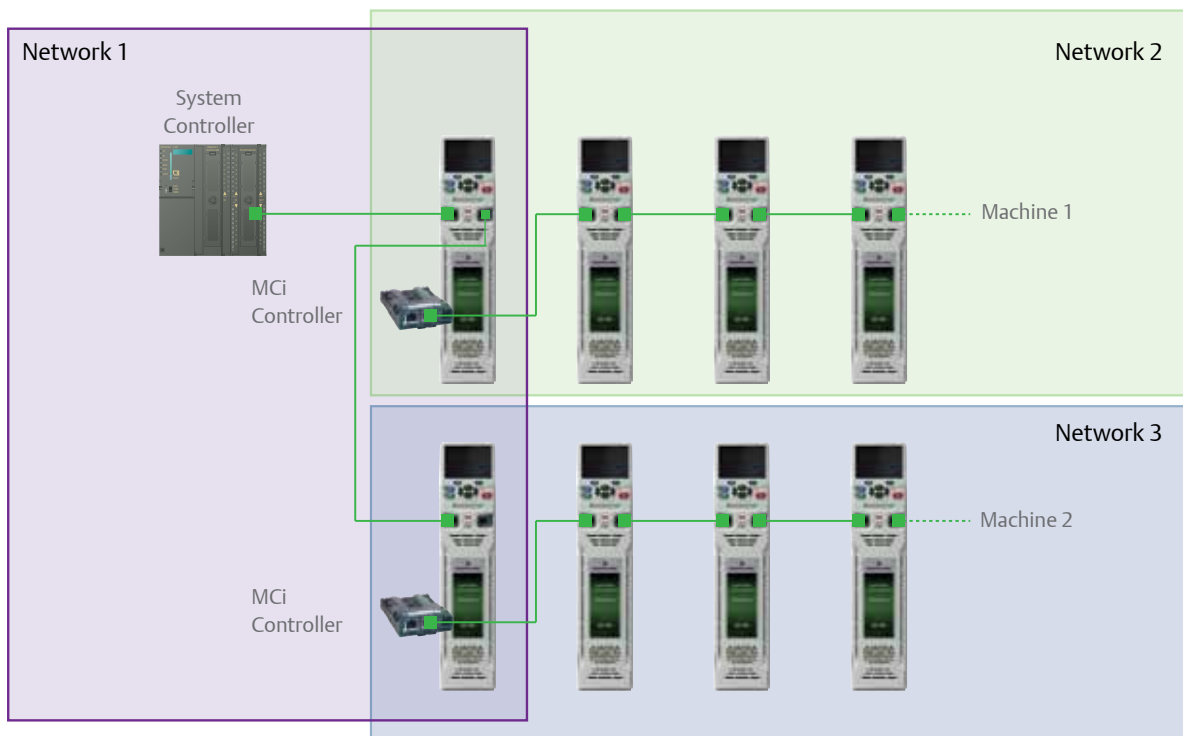 Network 1
Network 2
System
Controller
Machine 1
MCi
Controller
Network 3
Machine 2
MCi
Controller